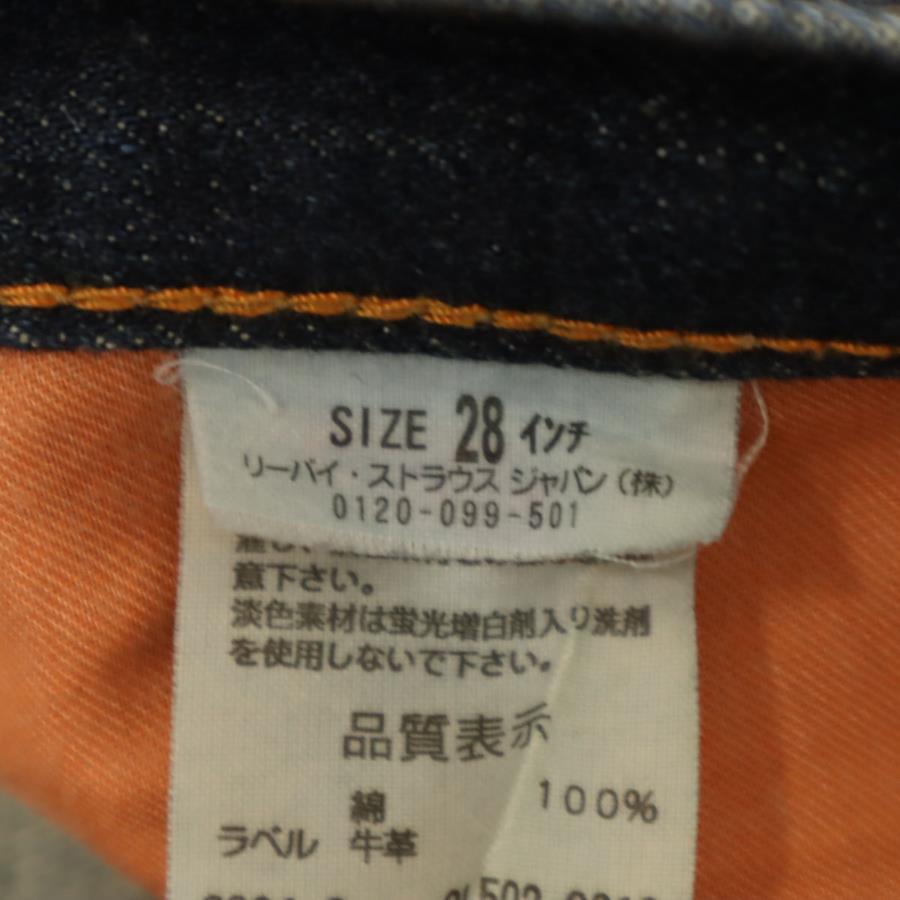 SIZE 28 インチ
リーバイ・ストラウス ジャパン(株)
0120-099-501
意下さい。
淡色素材は蛍光増白剤入り洗剤
を使用しないで下さい。
品質表示
綿 100%
ラベル 牛革